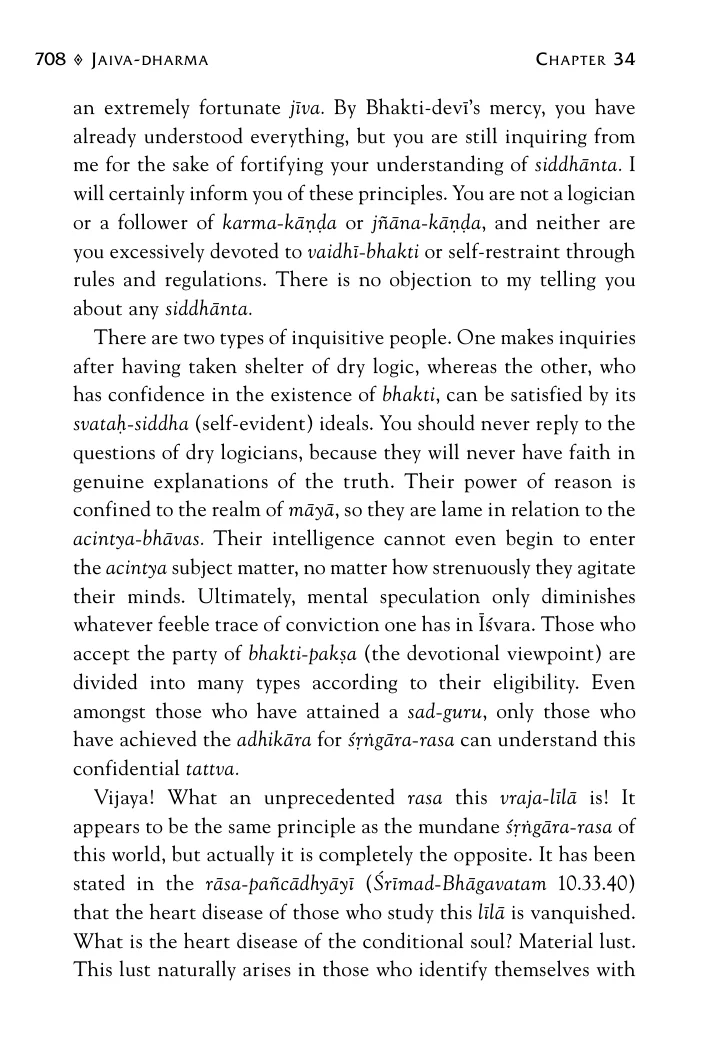 708 ◊ Jaiva-dharma Chapter 34
an extremely fortunate jīva. By Bhakti-devī's mercy, you have
already understood everything, but you are still inquiring from
me for the sake of fortifying your understanding of siddhānta. I
will certainly inform you of these principles. You are not a logician
or a follower of karma-kāṇḍa or jñāna-kāṇḍa, and neither are
you excessively devoted to vaidhī-bhakti or self-restraint through
rules and regulations. There is no objection to my telling you
about any siddhānta.
There are two types of inquisitive people. One makes inquiries
after having taken shelter of dry logic, whereas the other, who
has confidence in the existence of bhakti, can be satisfied by its
svataḥ-siddha (self-evident) ideals. You should never reply to the
questions of dry logicians, because they will never have faith in
genuine explanations of the truth. Their power of reason is
confined to the realm of māyā, so they are lame in relation to the
acintya-bhāvas. Their intelligence cannot even begin to enter
the acintya subject matter, no matter how strenuously they agitate
their minds. Ultimately, mental speculation only diminishes
whatever feeble trace of conviction one has in Īśvara. Those who
accept the party of bhakti-pakṣa (the devotional viewpoint) are
divided into many types according to their eligibility. Even
amongst those who have attained a sad-guru, only those who
have achieved the adhikāra for śṛṅgāra-rasa can understand this
confidential tattva.
Vijaya! What an unprecedented rasa this vraja-līlā is! It
appears to be the same principle as the mundane śṛṅgāra-rasa of
this world, but actually it is completely the opposite. It has been
stated in the rāsa-pañcādhyāyī (Śrīmad-Bhāgavatam 10.33.40)
that the heart disease of those who study this līlā is vanquished.
What is the heart disease of the conditional soul? Material lust.
This lust naturally arises in those who identify themselves with